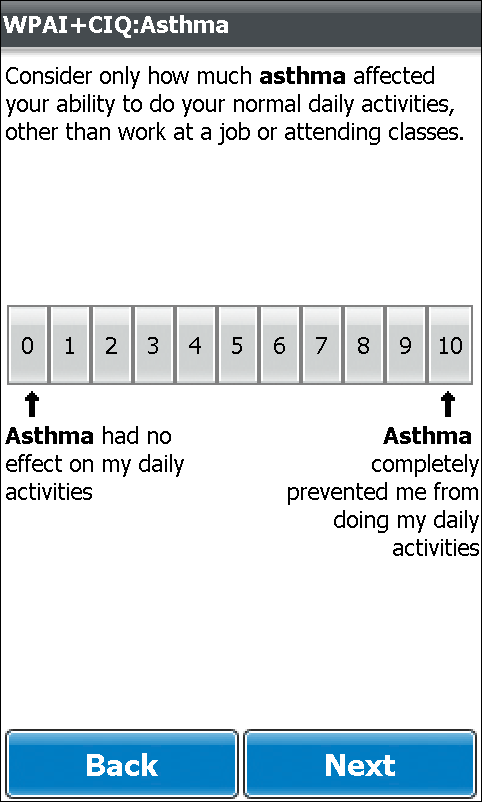 WPAI+CIQ:Asthma
Consider only how much asthma affected
your ability to do your normal daily activities,
other than work at a job or attending classes.
0 1 2 3 4 5 6 7 8 9 10
Asthma had no
effect on my daily
activities
Asthma
completely
prevented me from
doing my daily
activities
Back Next